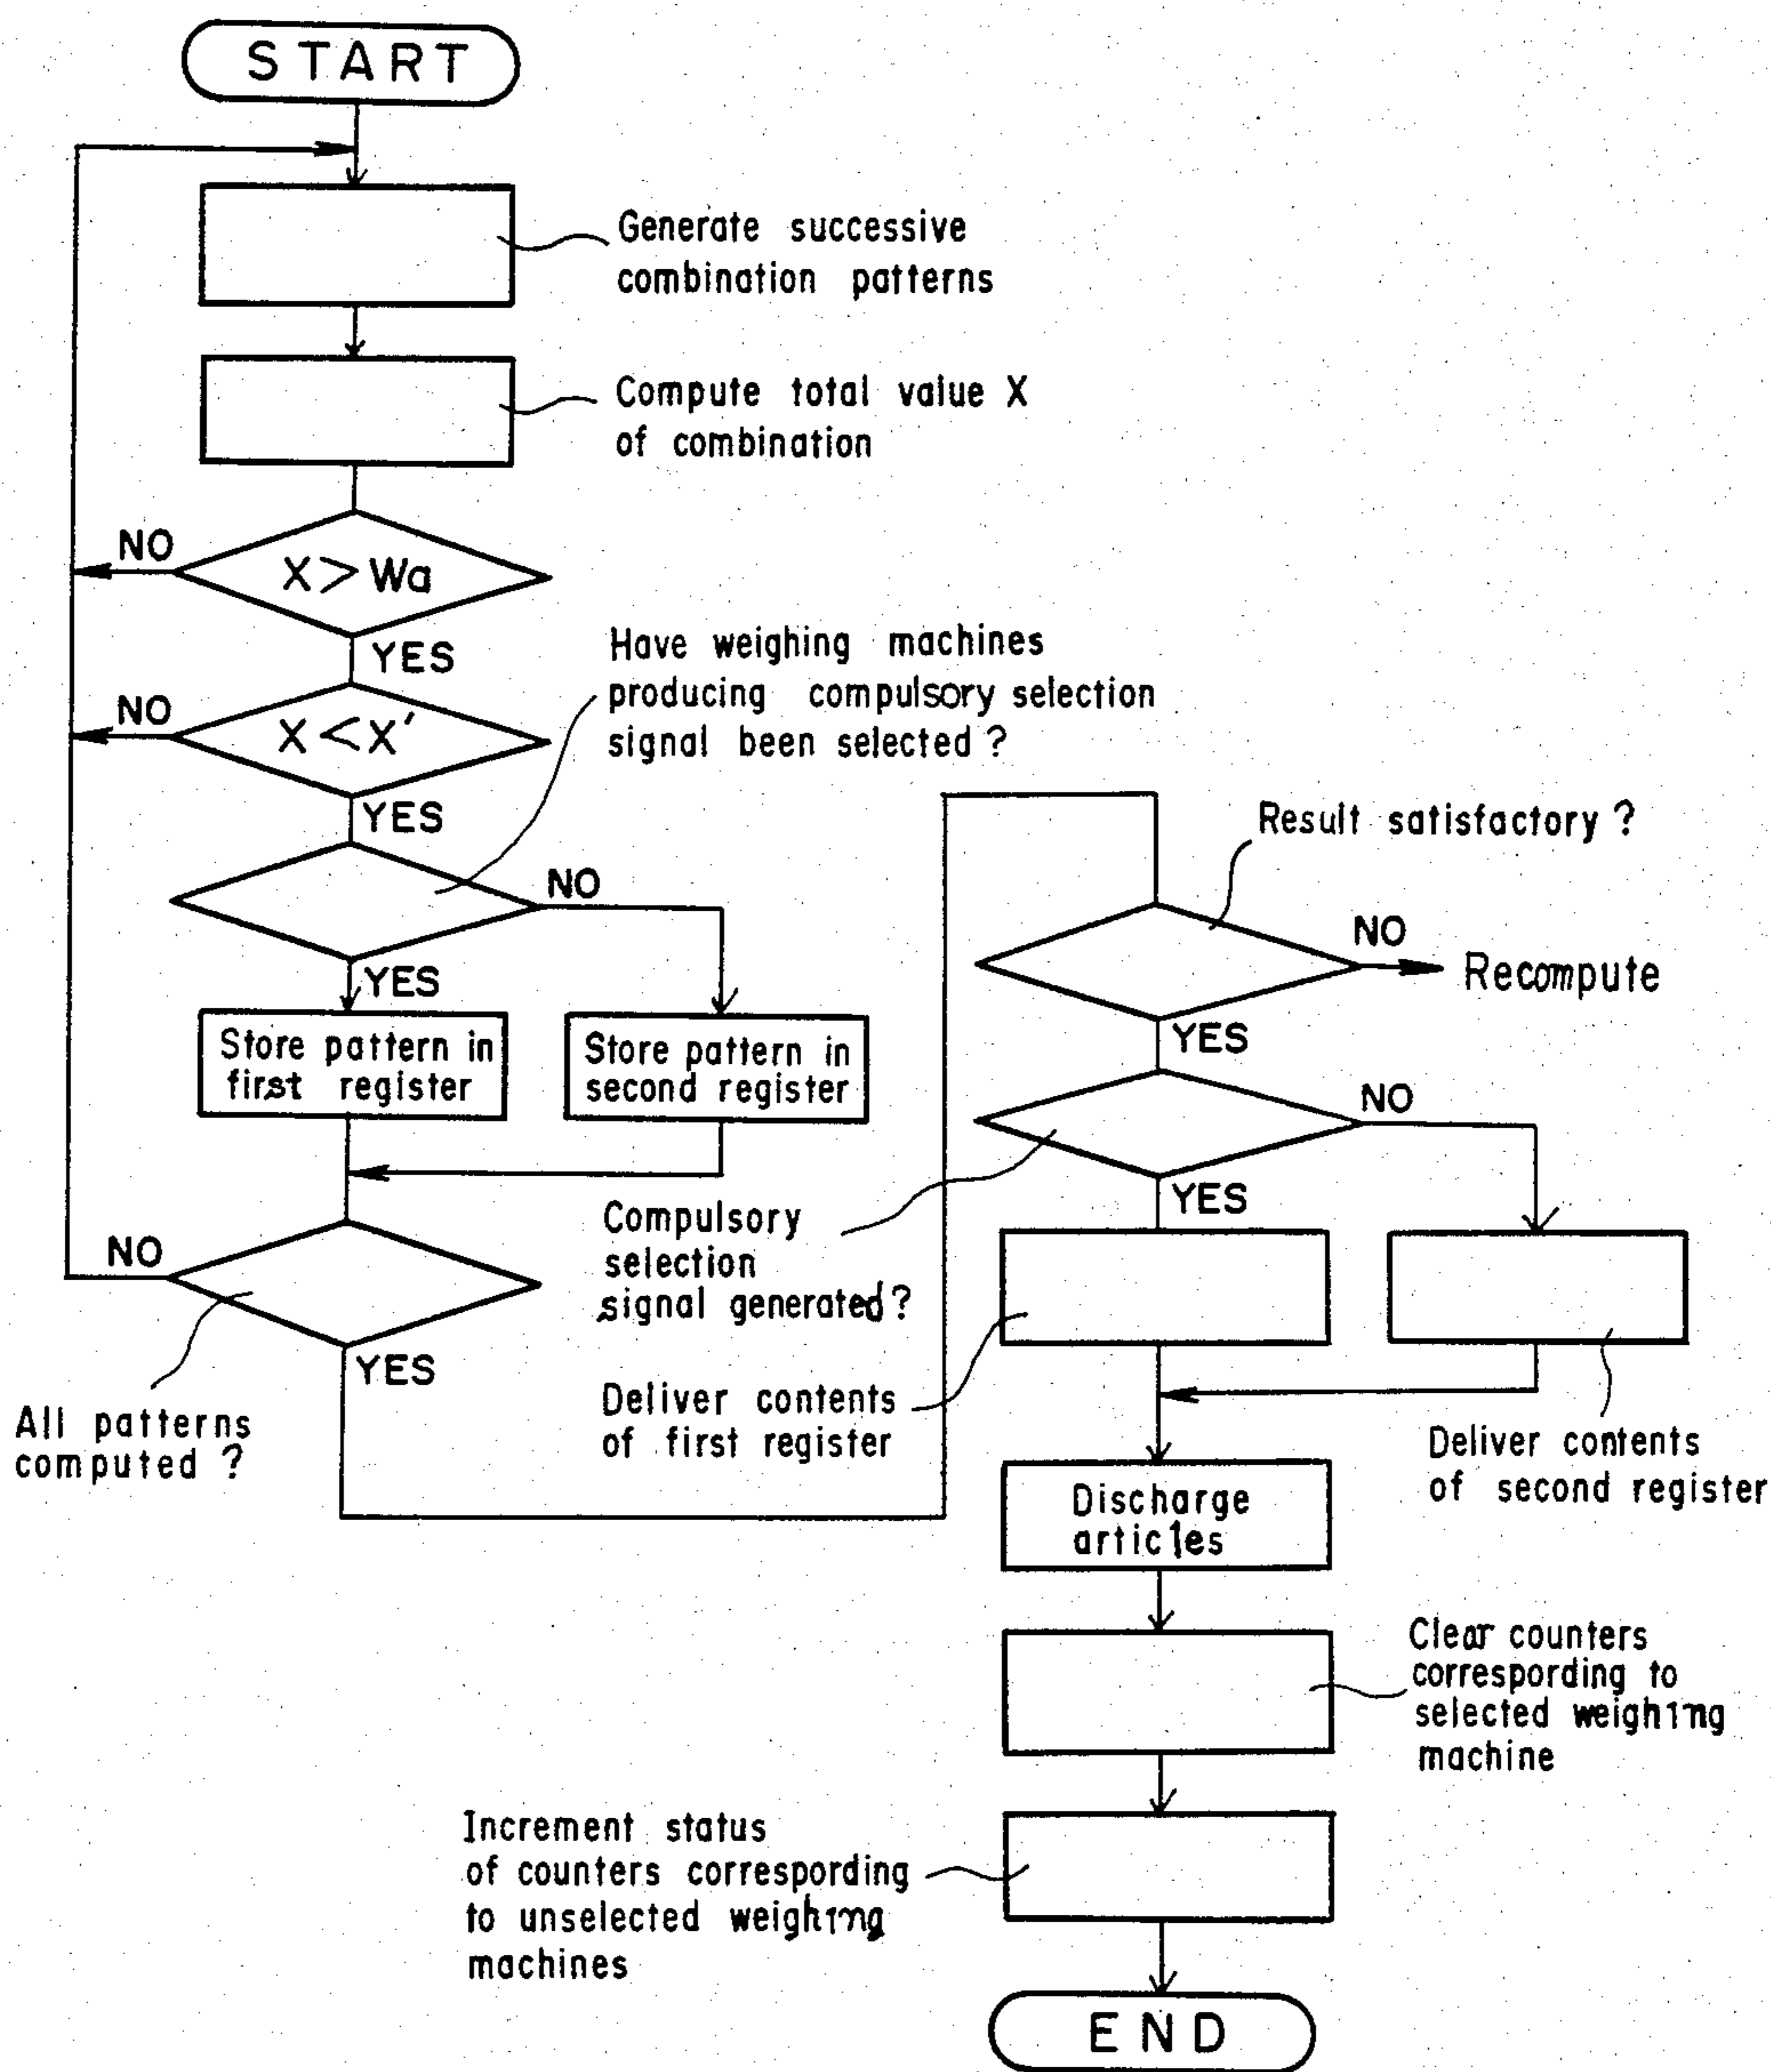 START
Generate successive
combination patterns
Compute total value X
of combination
NO
X > Wa
YES
NO
X < X'
YES
Have weighing machines
producing compulsory selection
signal been selected ?
NO
YES
Store pattern in
first register
Store pattern in
second register
NO
YES
All patterns
computed ?
Result satisfactory ?
NO
Recompute
YES
NO
Compulsory
selection
signal generated ?
YES
Deliver contents
of first register
Deliver contents
of second register
Discharge
articles
Clear counters
correspording to
selected weighing
machine
Increment status
of counters correspording
to unselected weighing
machines
END